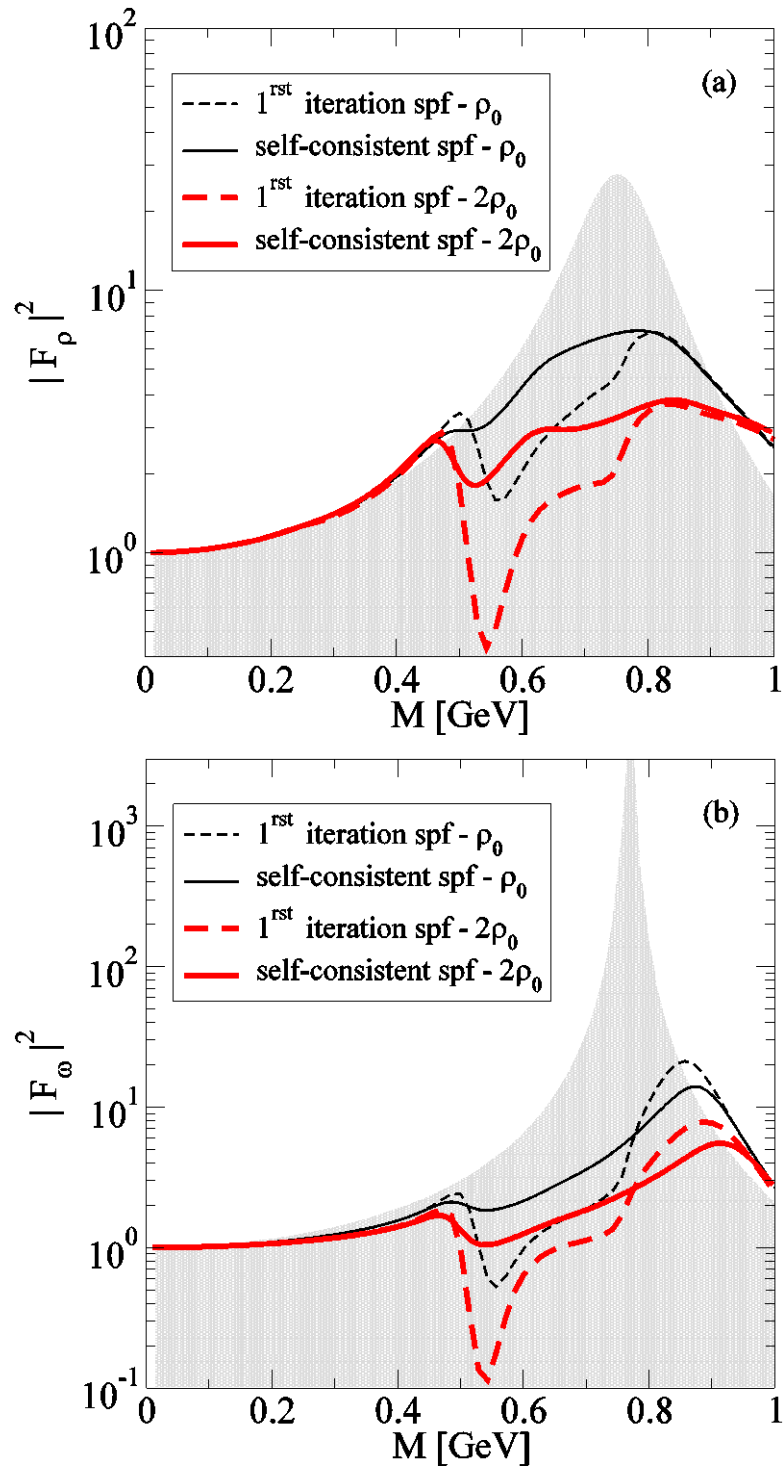 10²
(a)
1ʳˢᵗ iteration spf - ρ₀
self-consistent spf - ρ₀
1ʳˢᵗ iteration spf - 2ρ₀
self-consistent spf - 2ρ₀
10¹
| F_ρ |²
10⁰
0 0.2 0.4 0.6 0.8 1
M [GeV]
(b)
1ʳˢᵗ iteration spf - ρ₀
10³
self-consistent spf - ρ₀
1ʳˢᵗ iteration spf - 2ρ₀
self-consistent spf - 2ρ₀
10²
| F_ω |²
10¹
10⁰
10⁻¹
0 0.2 0.4 0.6 0.8 1
M [GeV]